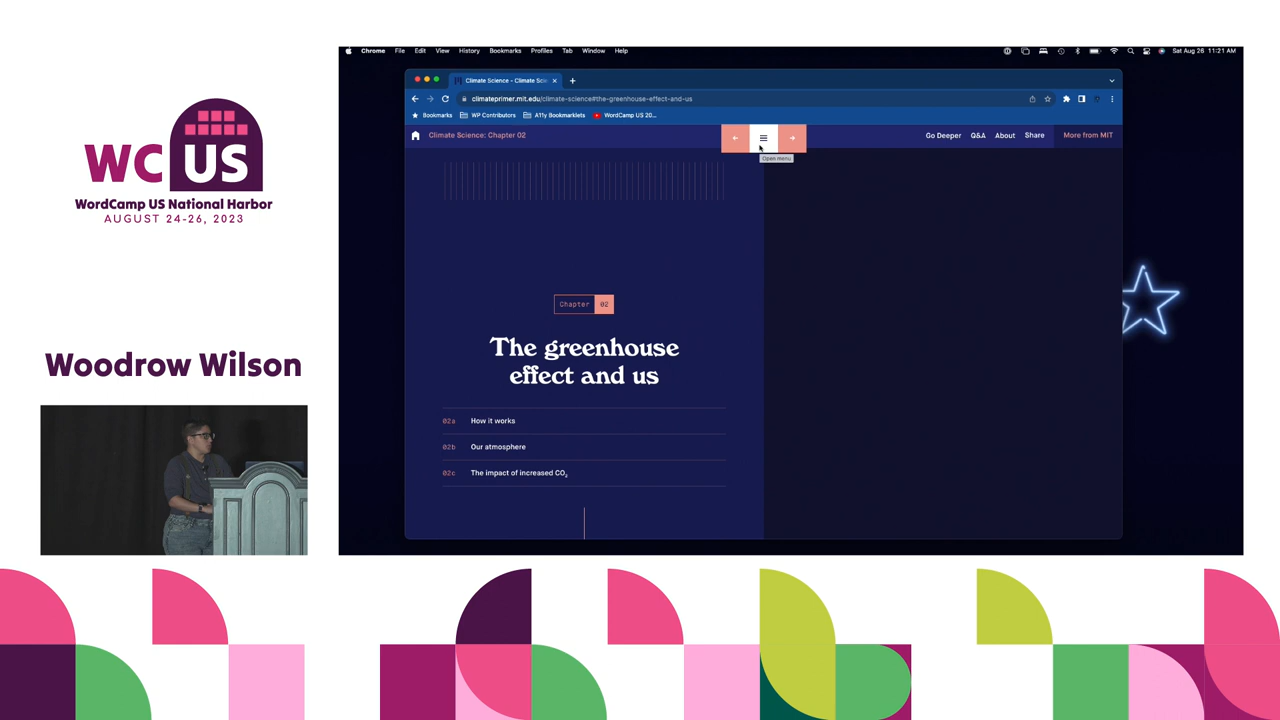 WC US
WordCamp US National Harbor
AUGUST 24-26, 2023
Woodrow Wilson
Chrome File Edit View History Bookmarks Profiles Tab Window Help
Sat Aug 26 11:21 AM
Climate Science - Climate Scie
climateprimer.mit.edu/climate-science#the-greenhouse-effect-and-us
Bookmarks WP Contributors A11y Bookmarklets WordCamp US 20...
Climate Science: Chapter 02
Go Deeper Q&A About Share More from MIT
Open menu
Chapter 02
The greenhouse
effect and us
02a How it works
02b Our atmosphere
02c The impact of increased CO₂